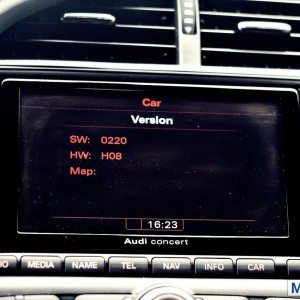 Car
Version
SW: 0220
HW: H08
Map:
16:23
Audi concert
MEDIA NAME TEL NAV INFO CAR